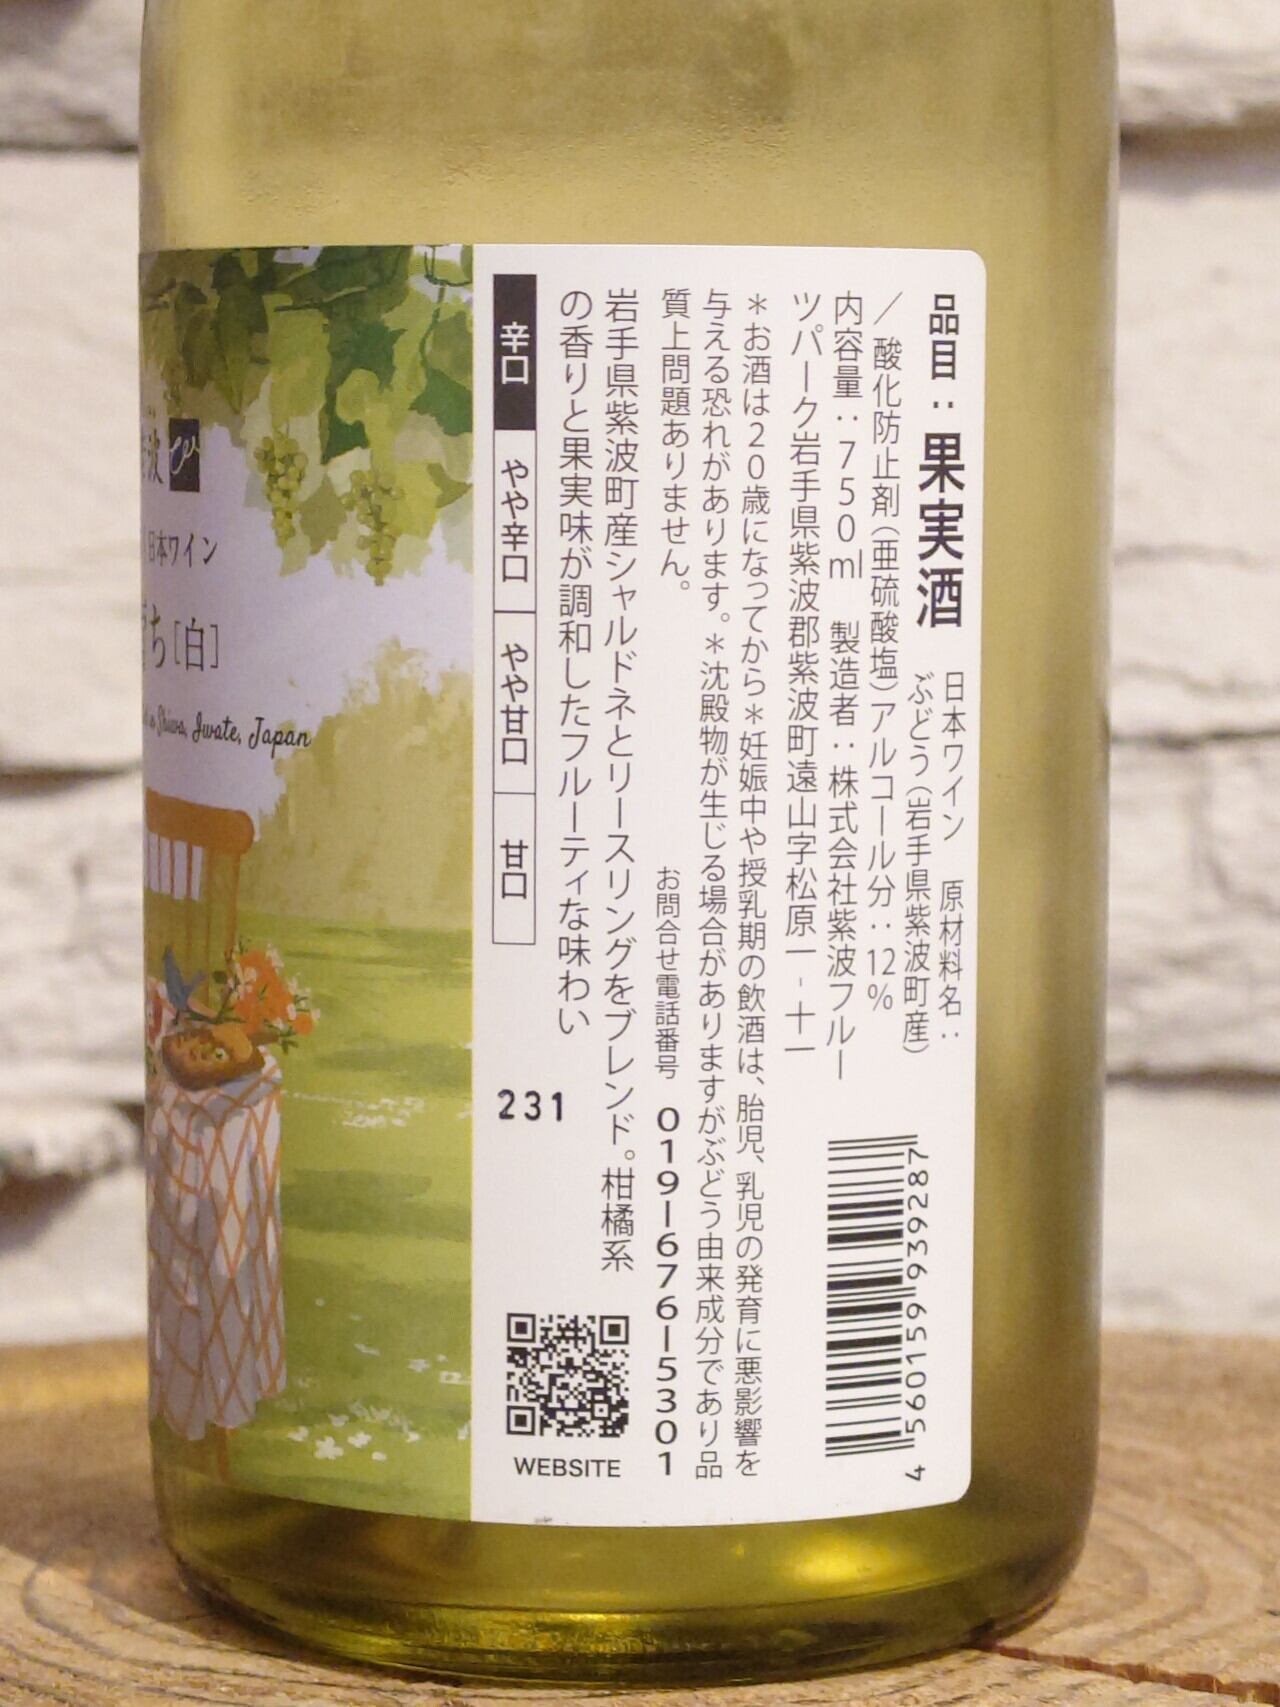 品目：果実酒 日本ワイン 原材料名：
ぶどう（岩手県紫波町産）
／酸化防止剤（亜硫酸塩）アルコール分：12％
内容量：750ml 製造者：株式会社紫波フルー
ツパーク岩手県紫波郡紫波町遠山字松原一-十一
＊お酒は20歳になってから＊妊娠中や授乳期の飲酒は、胎児、乳児の発育に悪影響を
与える恐れがあります。＊沈殿物が生じる場合がありますがぶどう由来成分であり品
質上問題ありません。
お問合せ電話番号 019-676-5301
岩手県紫波町産シャルドネとリースリングをブレンド。柑橘系
の香りと果実味が調和したフルーティな味わい
辛口 やや辛口 やや甘口 甘口
231
WEBSITE
4 560159 939287
波
日本ワイン
ち［白］
Shiwa, Iwate, Japan